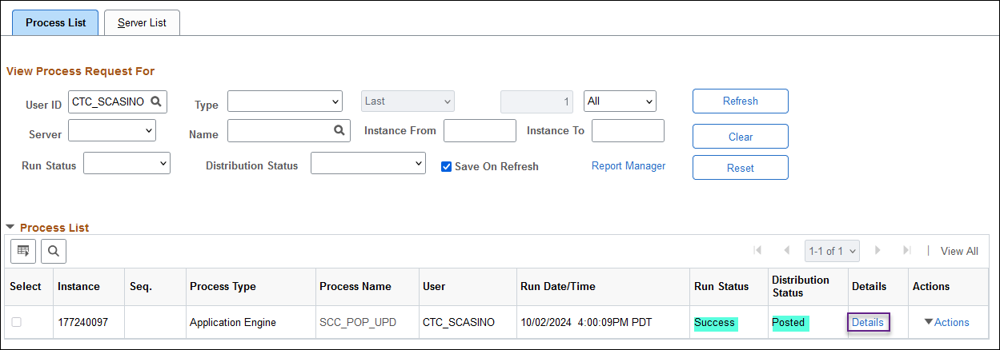 Process List
Server List
View Process Request For
User ID CTC_SCASINO Type Last 1 All Refresh
Server Name Instance From Instance To Clear
Run Status Distribution Status Save On Refresh Report Manager Reset
Process List
1-1 of 1 View All
Select Instance Seq. Process Type Process Name User Run Date/Time Run Status Distribution Status Details Actions
177240097 Application Engine SCC_POP_UPD CTC_SCASINO 10/02/2024 4:00:09PM PDT Success Posted Details Actions